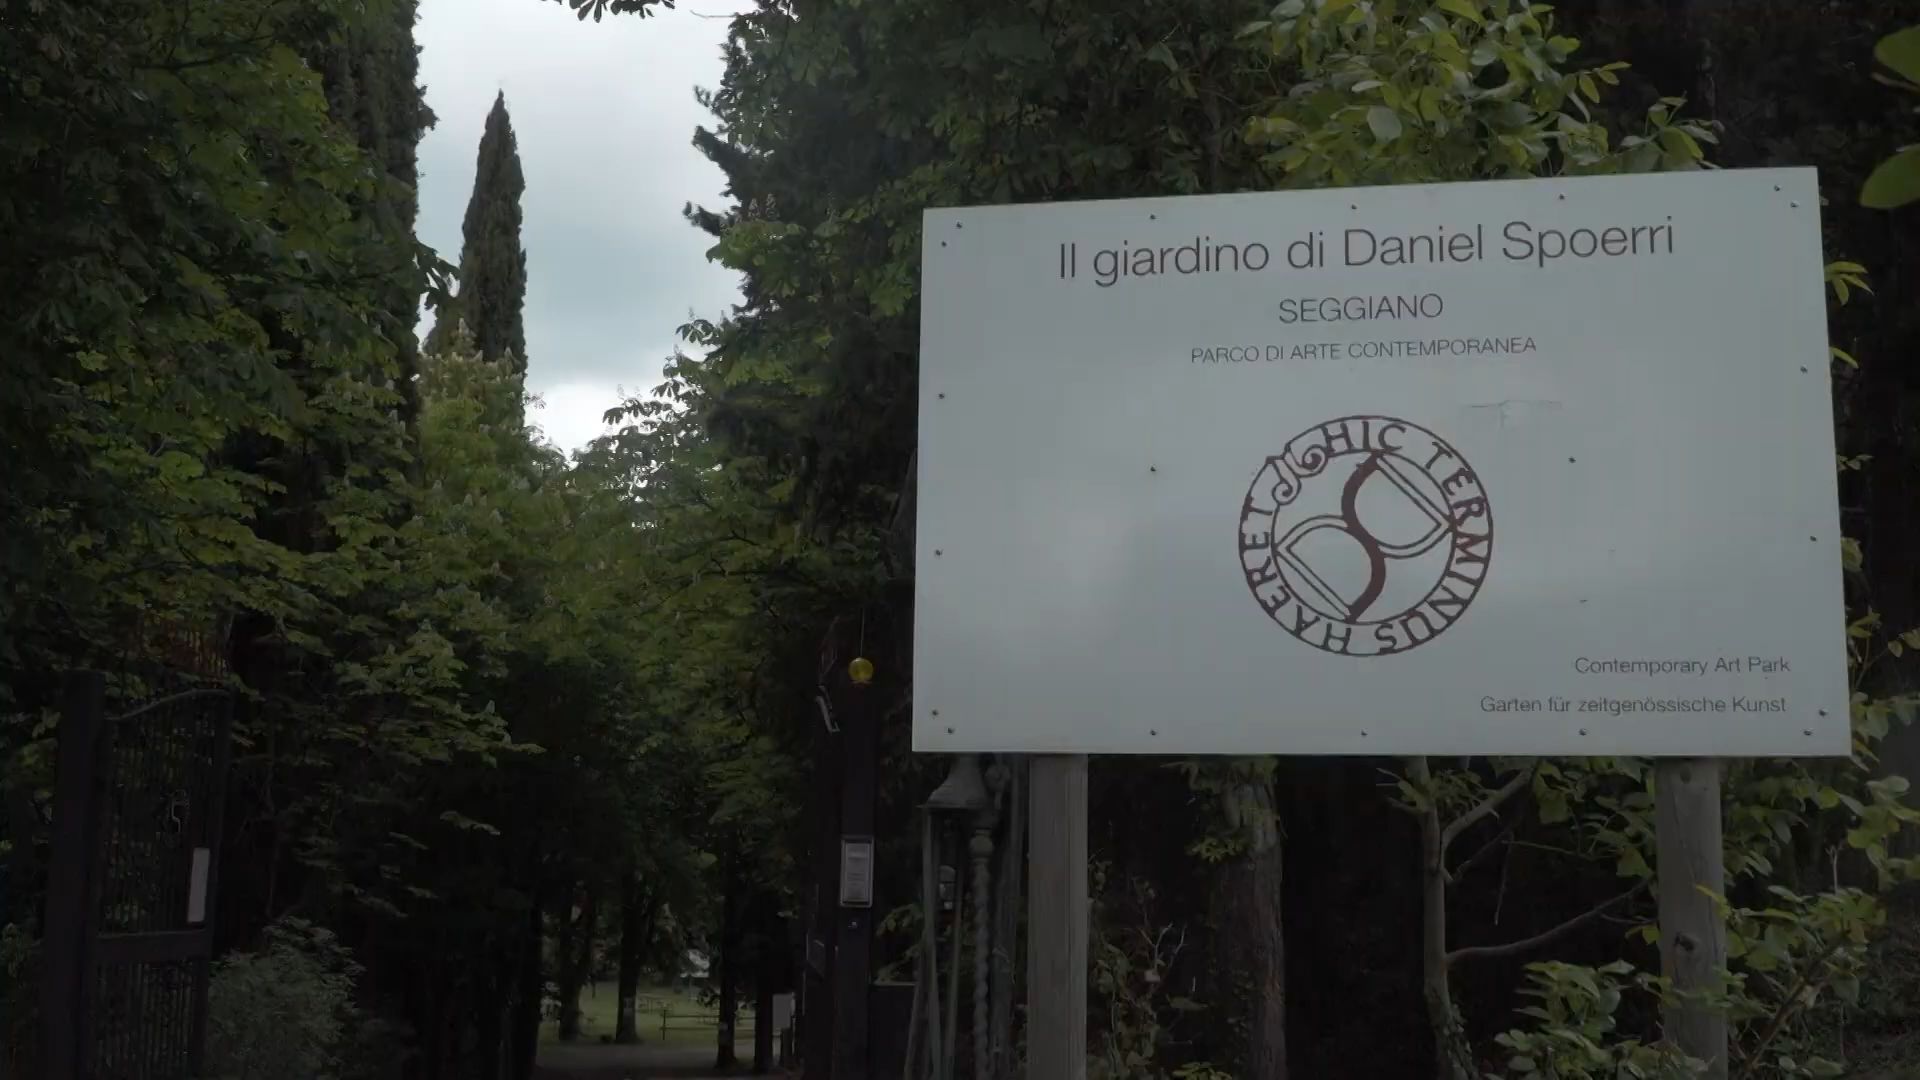 Il giardino di Daniel Spoerri
SEGGIANO
PARCO DI ARTE CONTEMPORANEA
HIC TERMINUS HAERET
Contemporary Art Park
Garten für zeitgenössische Kunst